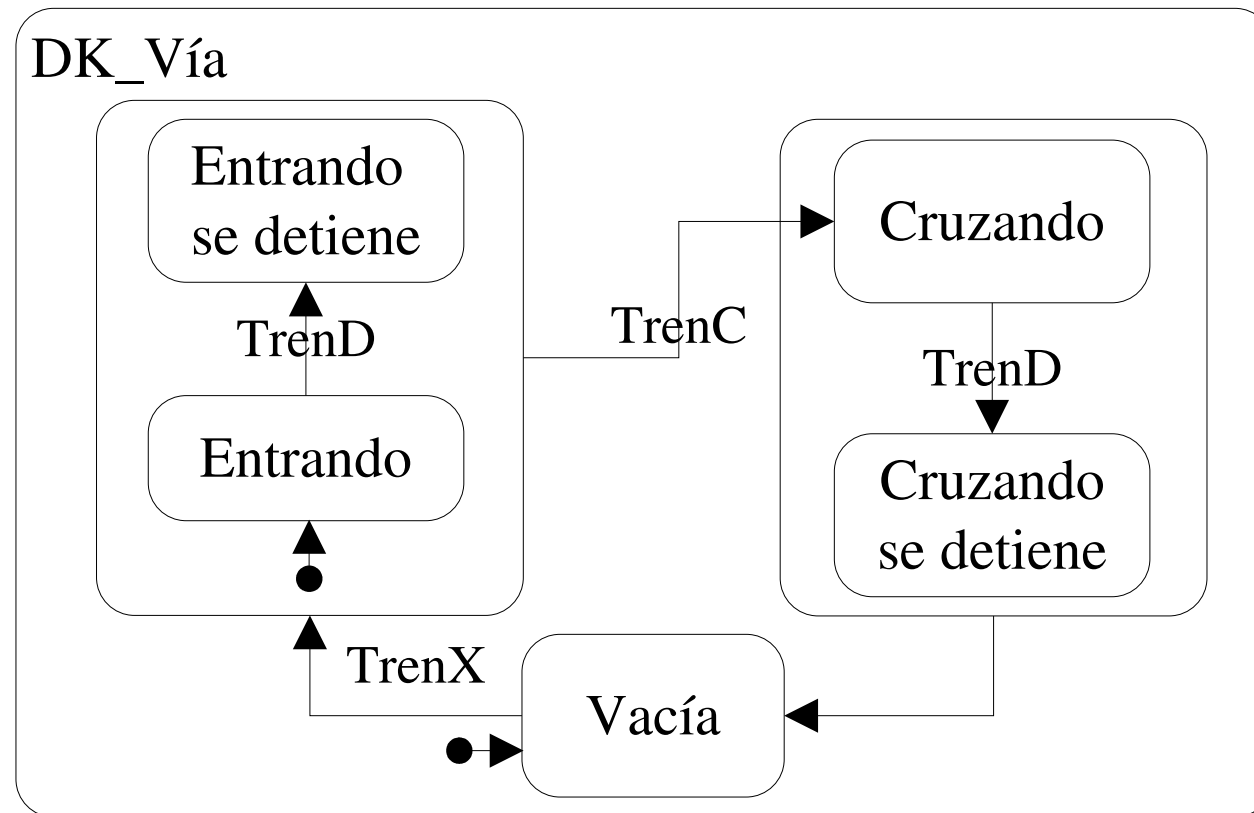 DK_Vía
Entrando
se detiene
TrenD
Entrando
TrenC
Cruzando
TrenD
Cruzando
se detiene
TrenX
Vacía